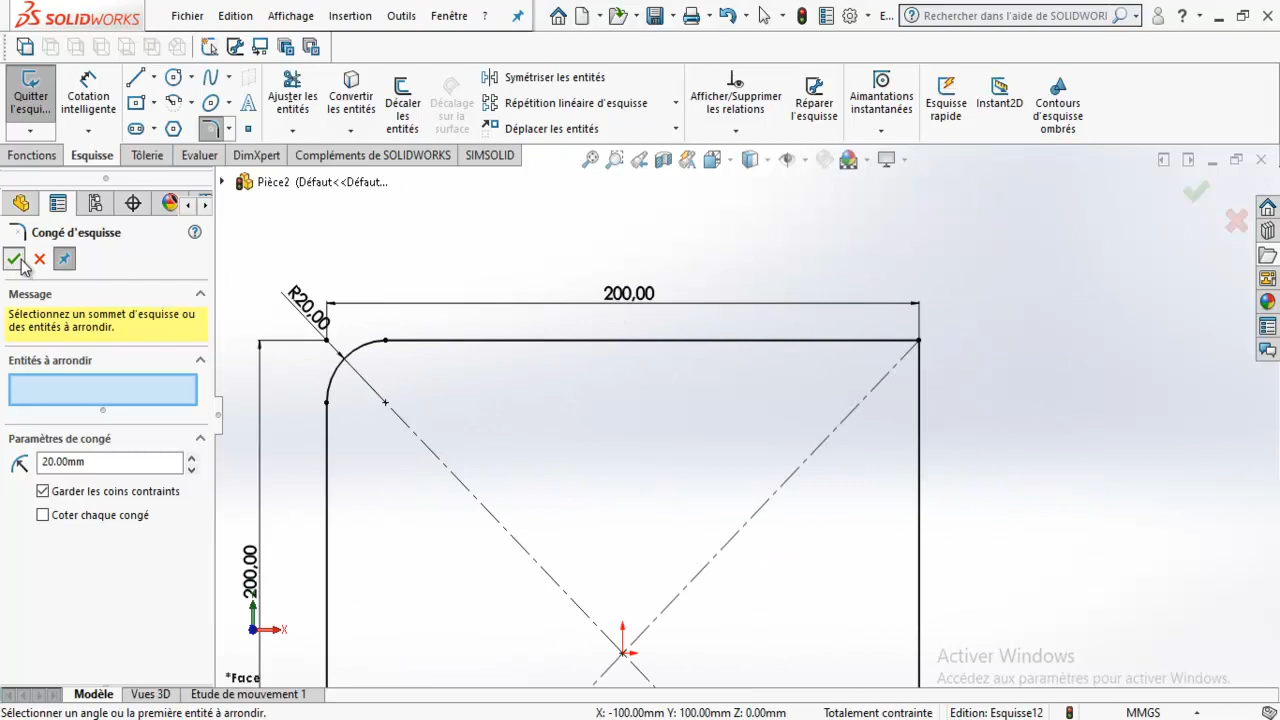 SOLIDWORKS
Fichier Edition Affichage Insertion Outils Fenêtre ?
E...
Rechercher dans l'aide de SOLIDWORI
?
Quitter l'esqui...
Cotation intelligente
Ajuster les entités
Convertir les entités
Décaler les entités
Décalage sur la surface
Symétriser les entités
Répétition linéaire d'esquisse
Déplacer les entités
Afficher/Supprimer les relations
Réparer l'esquisse
Aimantations instantanées
Esquisse rapide
Instant2D
Contours d'esquisse ombrés
Fonctions Esquisse Tôlerie Evaluer DimXpert Compléments de SOLIDWORKS SIMSOLID
Pièce2 (Défaut<<Défaut...
Congé d'esquisse
Message
Sélectionnez un sommet d'esquisse ou
des entités à arrondir.
Entités à arrondir
Paramètres de congé
20.00mm
Garder les coins contraints
Coter chaque congé
R20,00
200,00
200,00
X
*Face
Activer Windows
Accédez aux paramètres pour activer Windows.
Modèle Vues 3D Etude de mouvement 1
Sélectionner un angle ou la première entité à arrondir.
X: -100.00mm Y: 100.00mm Z: 0.00mm
Totalement contrainte
Edition: Esquisse12
MMGS